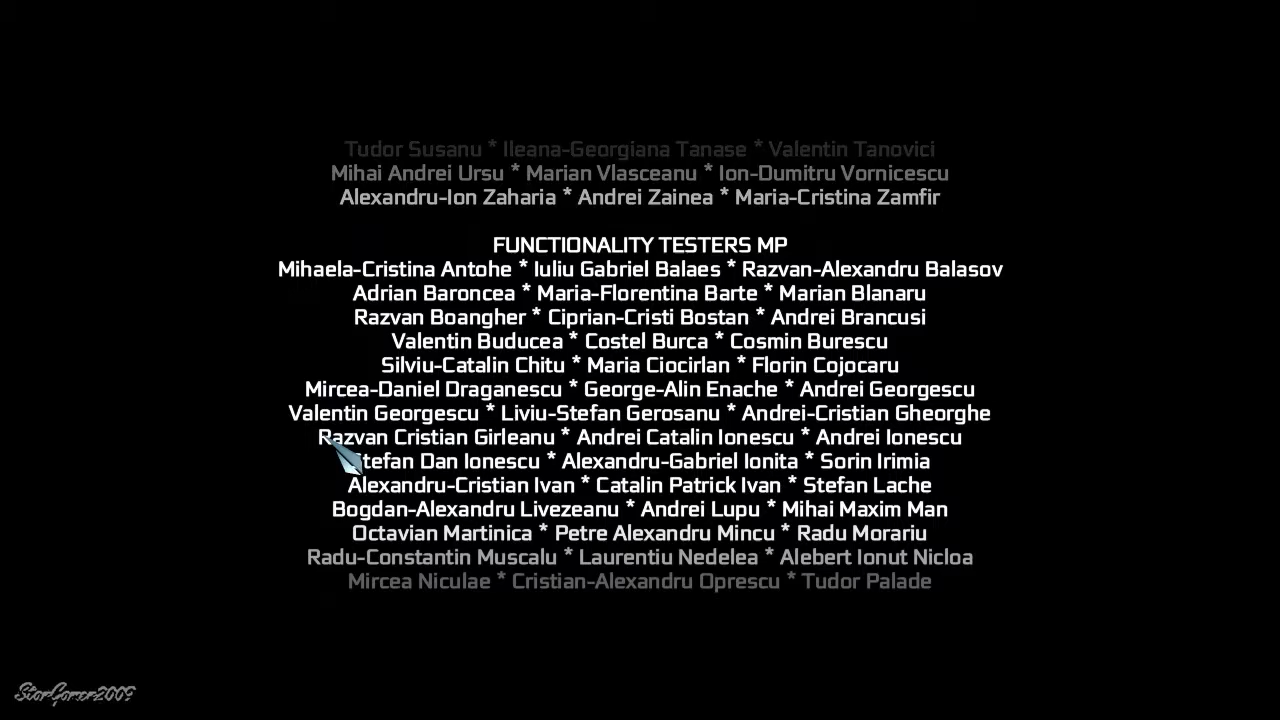 Tudor Susanu * Ileana-Georgiana Tanase * Valentin Tanovici
Mihai Andrei Ursu * Marian Vlasceanu * Ion-Dumitru Vornicescu
Alexandru-Ion Zaharia * Andrei Zainea * Maria-Cristina Zamfir
FUNCTIONALITY TESTERS MP
Mihaela-Cristina Antohe * Iuliu Gabriel Balaes * Razvan-Alexandru Balasov
Adrian Baroncea * Maria-Florentina Barte * Marian Blanaru
Razvan Boangher * Ciprian-Cristi Bostan * Andrei Brancusi
Valentin Buducea * Costel Burca * Cosmin Burescu
Silviu-Catalin Chitu * Maria Ciocirlan * Florin Cojocaru
Mircea-Daniel Draganescu * George-Alin Enache * Andrei Georgescu
Valentin Georgescu * Liviu-Stefan Gerosanu * Andrei-Cristian Gheorghe
Razvan Cristian Girleanu * Andrei Catalin Ionescu * Andrei Ionescu
Stefan Dan Ionescu * Alexandru-Gabriel Ionita * Sorin Irimia
Alexandru-Cristian Ivan * Catalin Patrick Ivan * Stefan Lache
Bogdan-Alexandru Livezeanu * Andrei Lupu * Mihai Maxim Man
Octavian Martinica * Petre Alexandru Mincu * Radu Morariu
Radu-Constantin Muscalu * Laurentiu Nedelea * Alebert Ionut Nicloa
Mircea Niculae * Cristian-Alexandru Oprescu * Tudor Palade
StarGamer2009